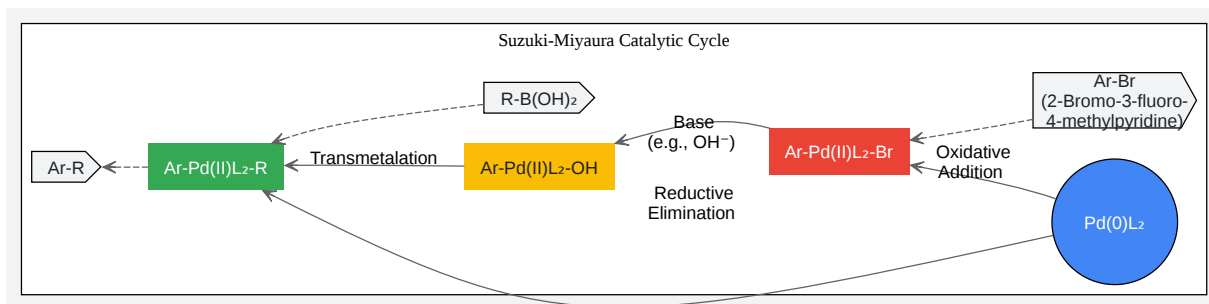 Suzuki-Miyaura Catalytic Cycle
Ar-Br
(2-Bromo-3-fluoro-
4-methylpyridine)
R-B(OH)₂
Base
(e.g., OH⁻)
Ar-R
Ar-Pd(II)L₂-R
Transmetalation
Ar-Pd(II)L₂-OH
Ar-Pd(II)L₂-Br
Oxidative
Addition
Reductive
Elimination
Pd(0)L₂